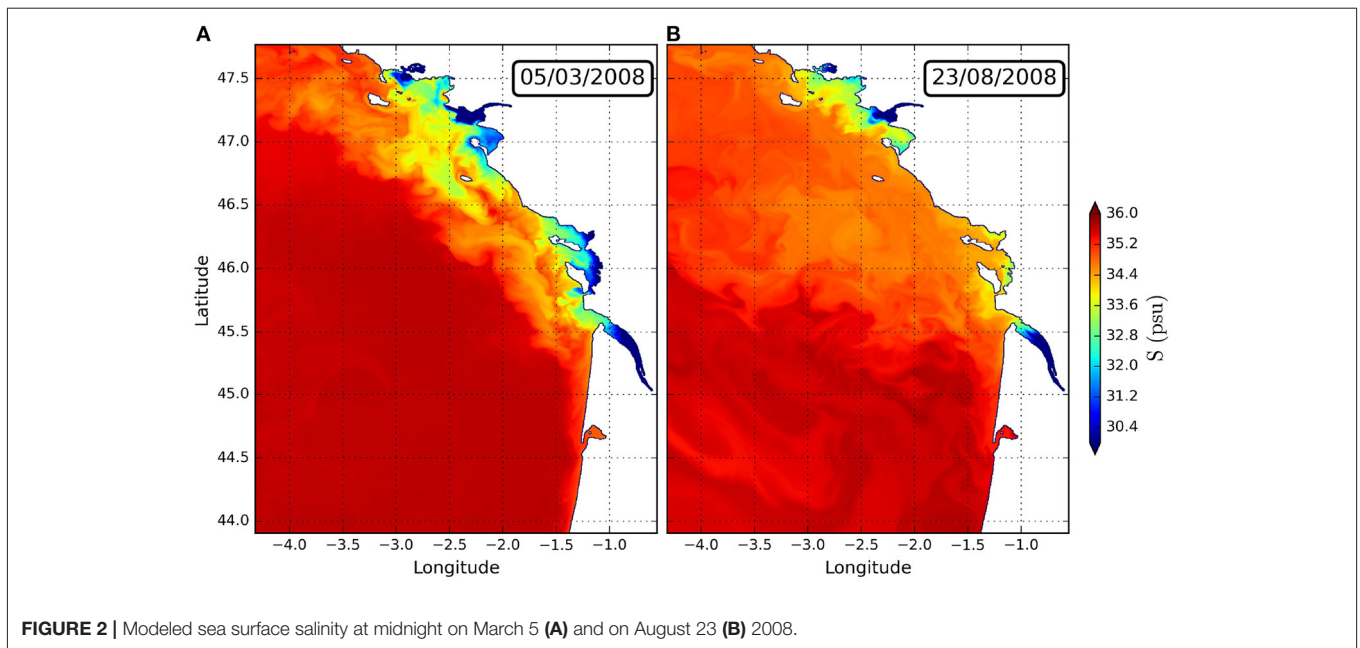 A
B
05/03/2008
23/08/2008
Latitude
47.5
47.0
46.5
46.0
45.5
45.0
44.5
44.0
−4.0 −3.5 −3.0 −2.5 −2.0 −1.5 −1.0
Longitude
−4.0 −3.5 −3.0 −2.5 −2.0 −1.5 −1.0
Longitude
36.0
35.2
34.4
33.6
32.8
32.0
31.2
30.4
S (psu)
FIGURE 2 | Modeled sea surface salinity at midnight on March 5 (A) and on August 23 (B) 2008.